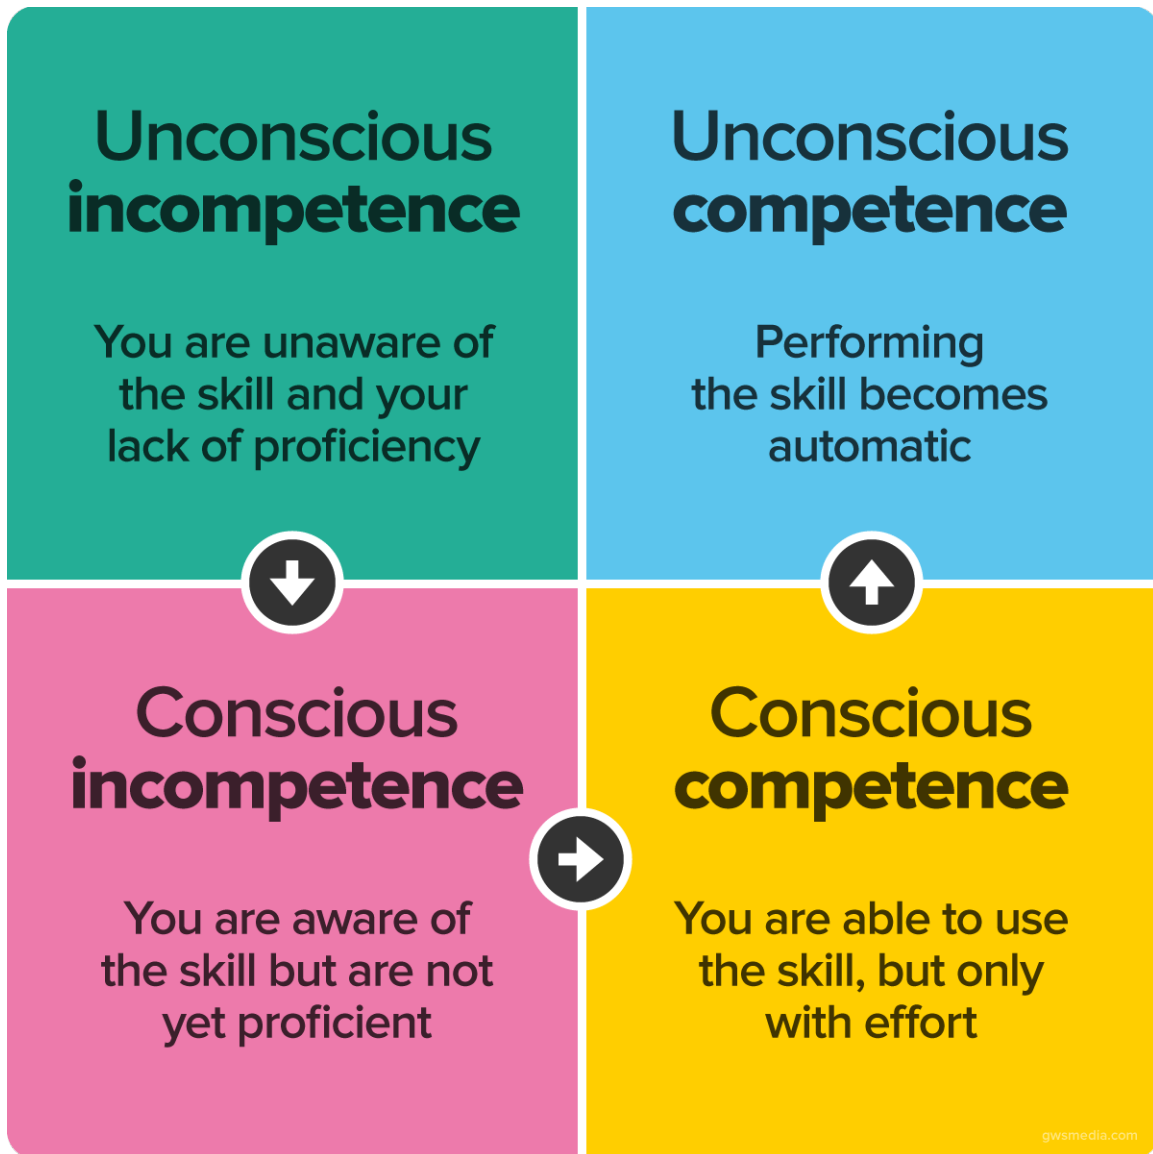 Unconscious
incompetence
You are unaware of
the skill and your
lack of proficiency
Unconscious
competence
Performing
the skill becomes
automatic
Conscious
incompetence
You are aware of
the skill but are not
yet proficient
Conscious
competence
You are able to use
the skill, but only
with effort
gwsmedia.com